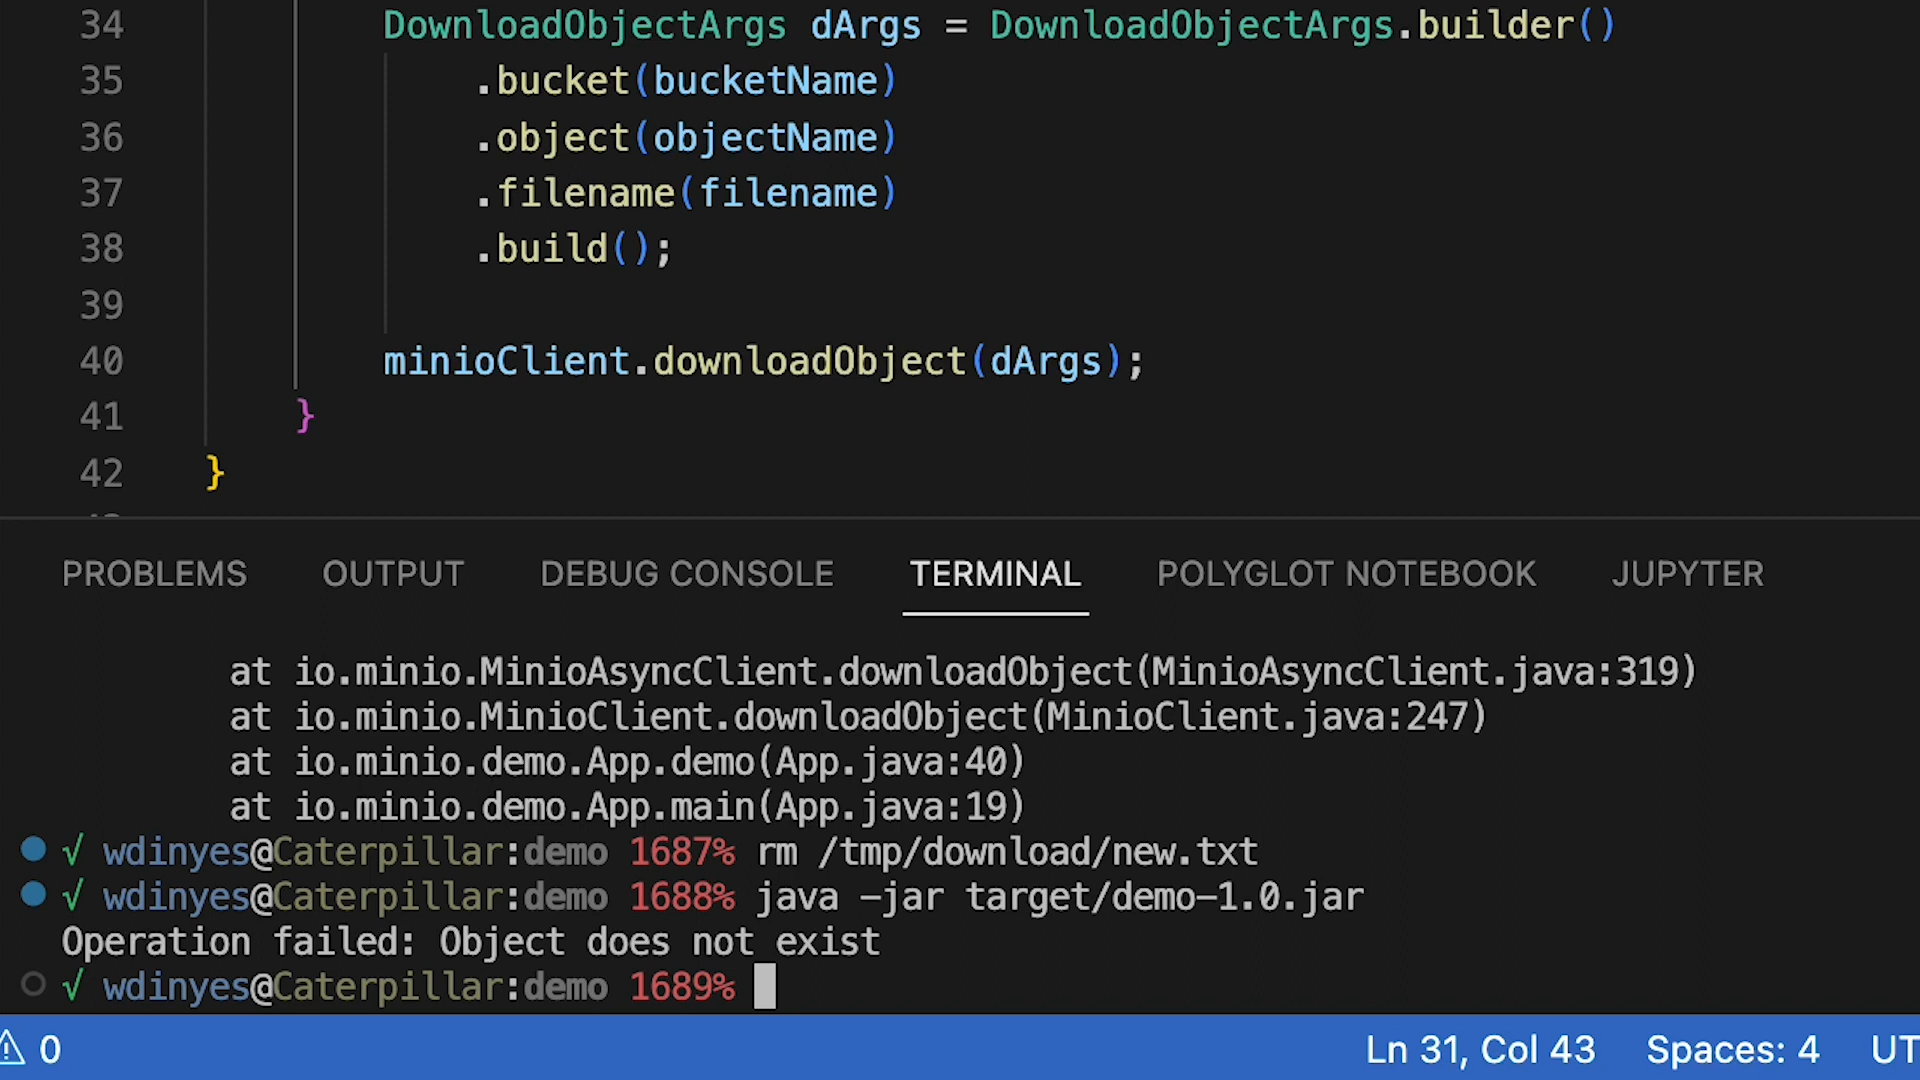 34 DownloadObjectArgs dArgs = DownloadObjectArgs.builder()
35 .bucket(bucketName)
36 .object(objectName)
37 .filename(filename)
38 .build();
39
40 minioClient.downloadObject(dArgs);
41 }
42 }
PROBLEMS OUTPUT DEBUG CONSOLE TERMINAL POLYGLOT NOTEBOOK JUPYTER
at io.minio.MinioAsyncClient.downloadObject(MinioAsyncClient.java:319)
at io.minio.MinioClient.downloadObject(MinioClient.java:247)
at io.minio.demo.App.demo(App.java:40)
at io.minio.demo.App.main(App.java:19)
√ wdinyes@Caterpillar:demo 1687% rm /tmp/download/new.txt
√ wdinyes@Caterpillar:demo 1688% java -jar target/demo-1.0.jar
Operation failed: Object does not exist
√ wdinyes@Caterpillar:demo 1689%
0 Ln 31, Col 43 Spaces: 4 UT